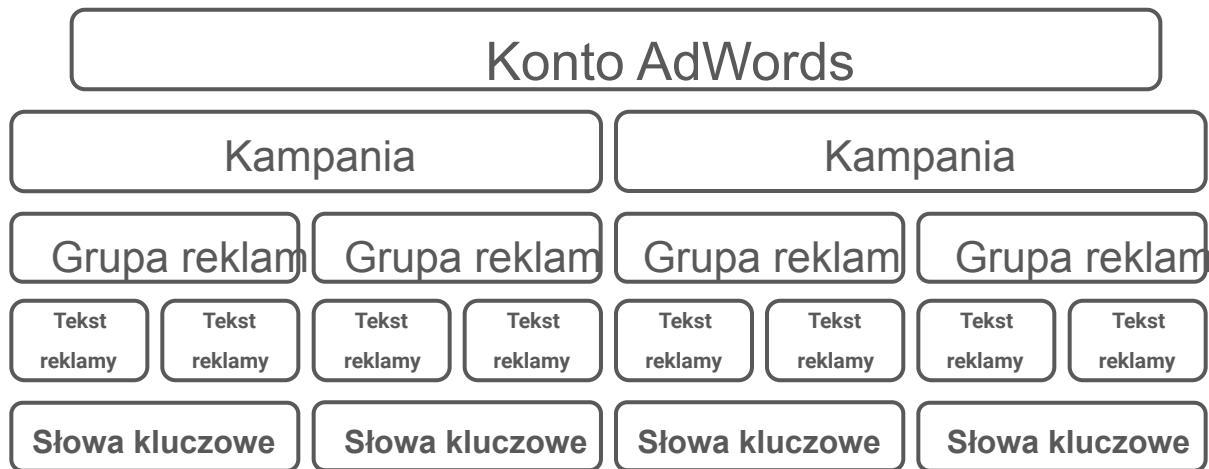 Konto AdWords
Kampania Kampania
Grupa reklam Grupa reklam Grupa reklam Grupa reklam
Tekst Tekst Tekst Tekst Tekst Tekst Tekst Tekst
reklamy reklamy reklamy reklamy reklamy reklamy reklamy reklamy
Słowa kluczowe Słowa kluczowe Słowa kluczowe Słowa kluczowe